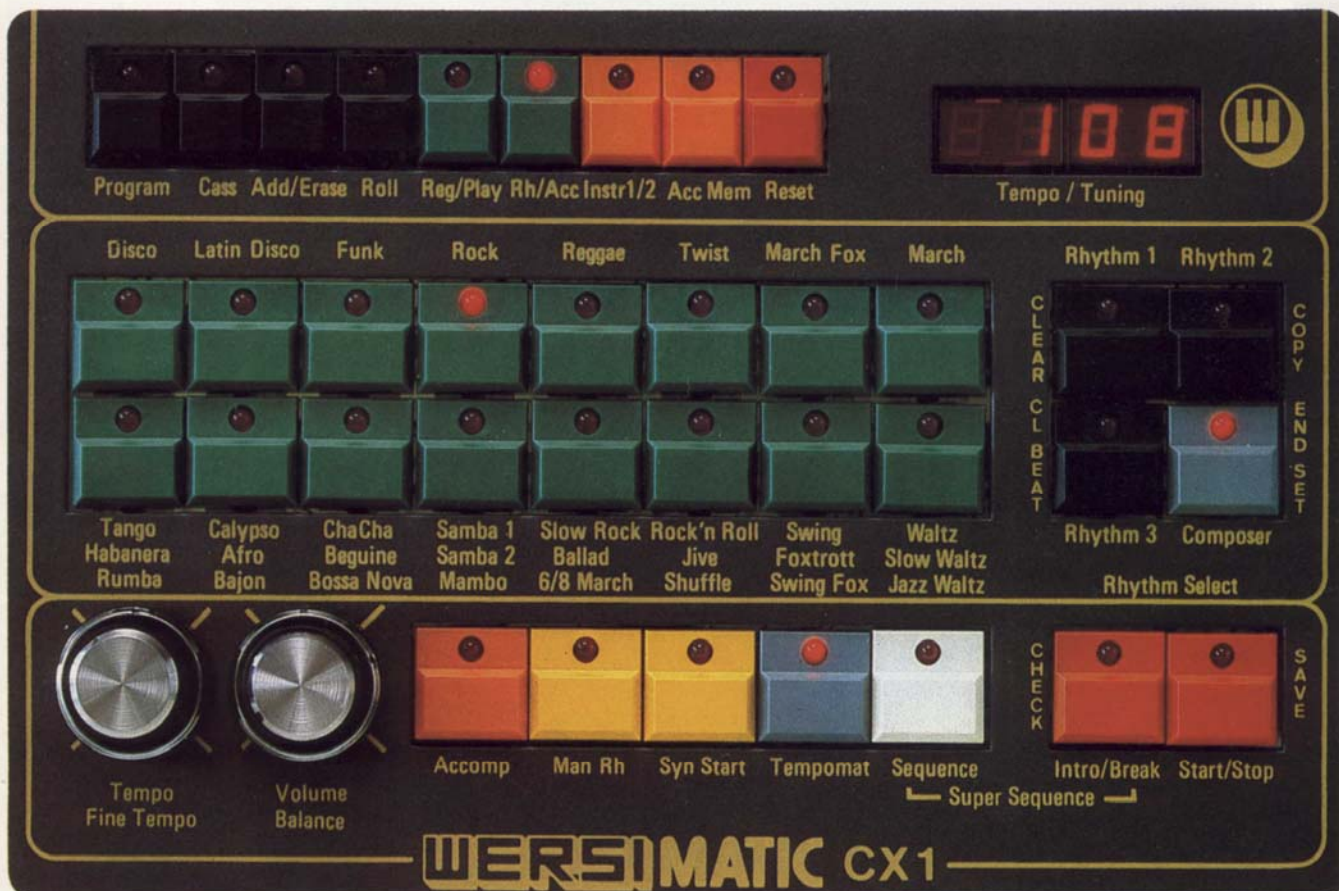 Program Cass Add/Erase Roll Reg/Play Rh/Acc Instr1/2 Acc Mem Reset
108
Tempo / Tuning
Disco Latin Disco Funk Rock Reggae Twist March Fox March
Rhythm 1 Rhythm 2
CLEAR
COPY
CL BEAT
END SET
Tango Calypso ChaCha Samba 1 Slow Rock Rock'n Roll Swing Waltz
Habanera Afro Beguine Samba 2 Ballad Jive Foxtrott Slow Waltz
Rumba Bajon Bossa Nova Mambo 6/8 March Shuffle Swing Fox Jazz Waltz
Rhythm 3 Composer
Rhythm Select
CHECK
SAVE
Tempo
Fine Tempo
Volume
Balance
Accomp Man Rh Syn Start Tempomat Sequence Intro/Break Start/Stop
Super Sequence
WERSIMATIC CX1